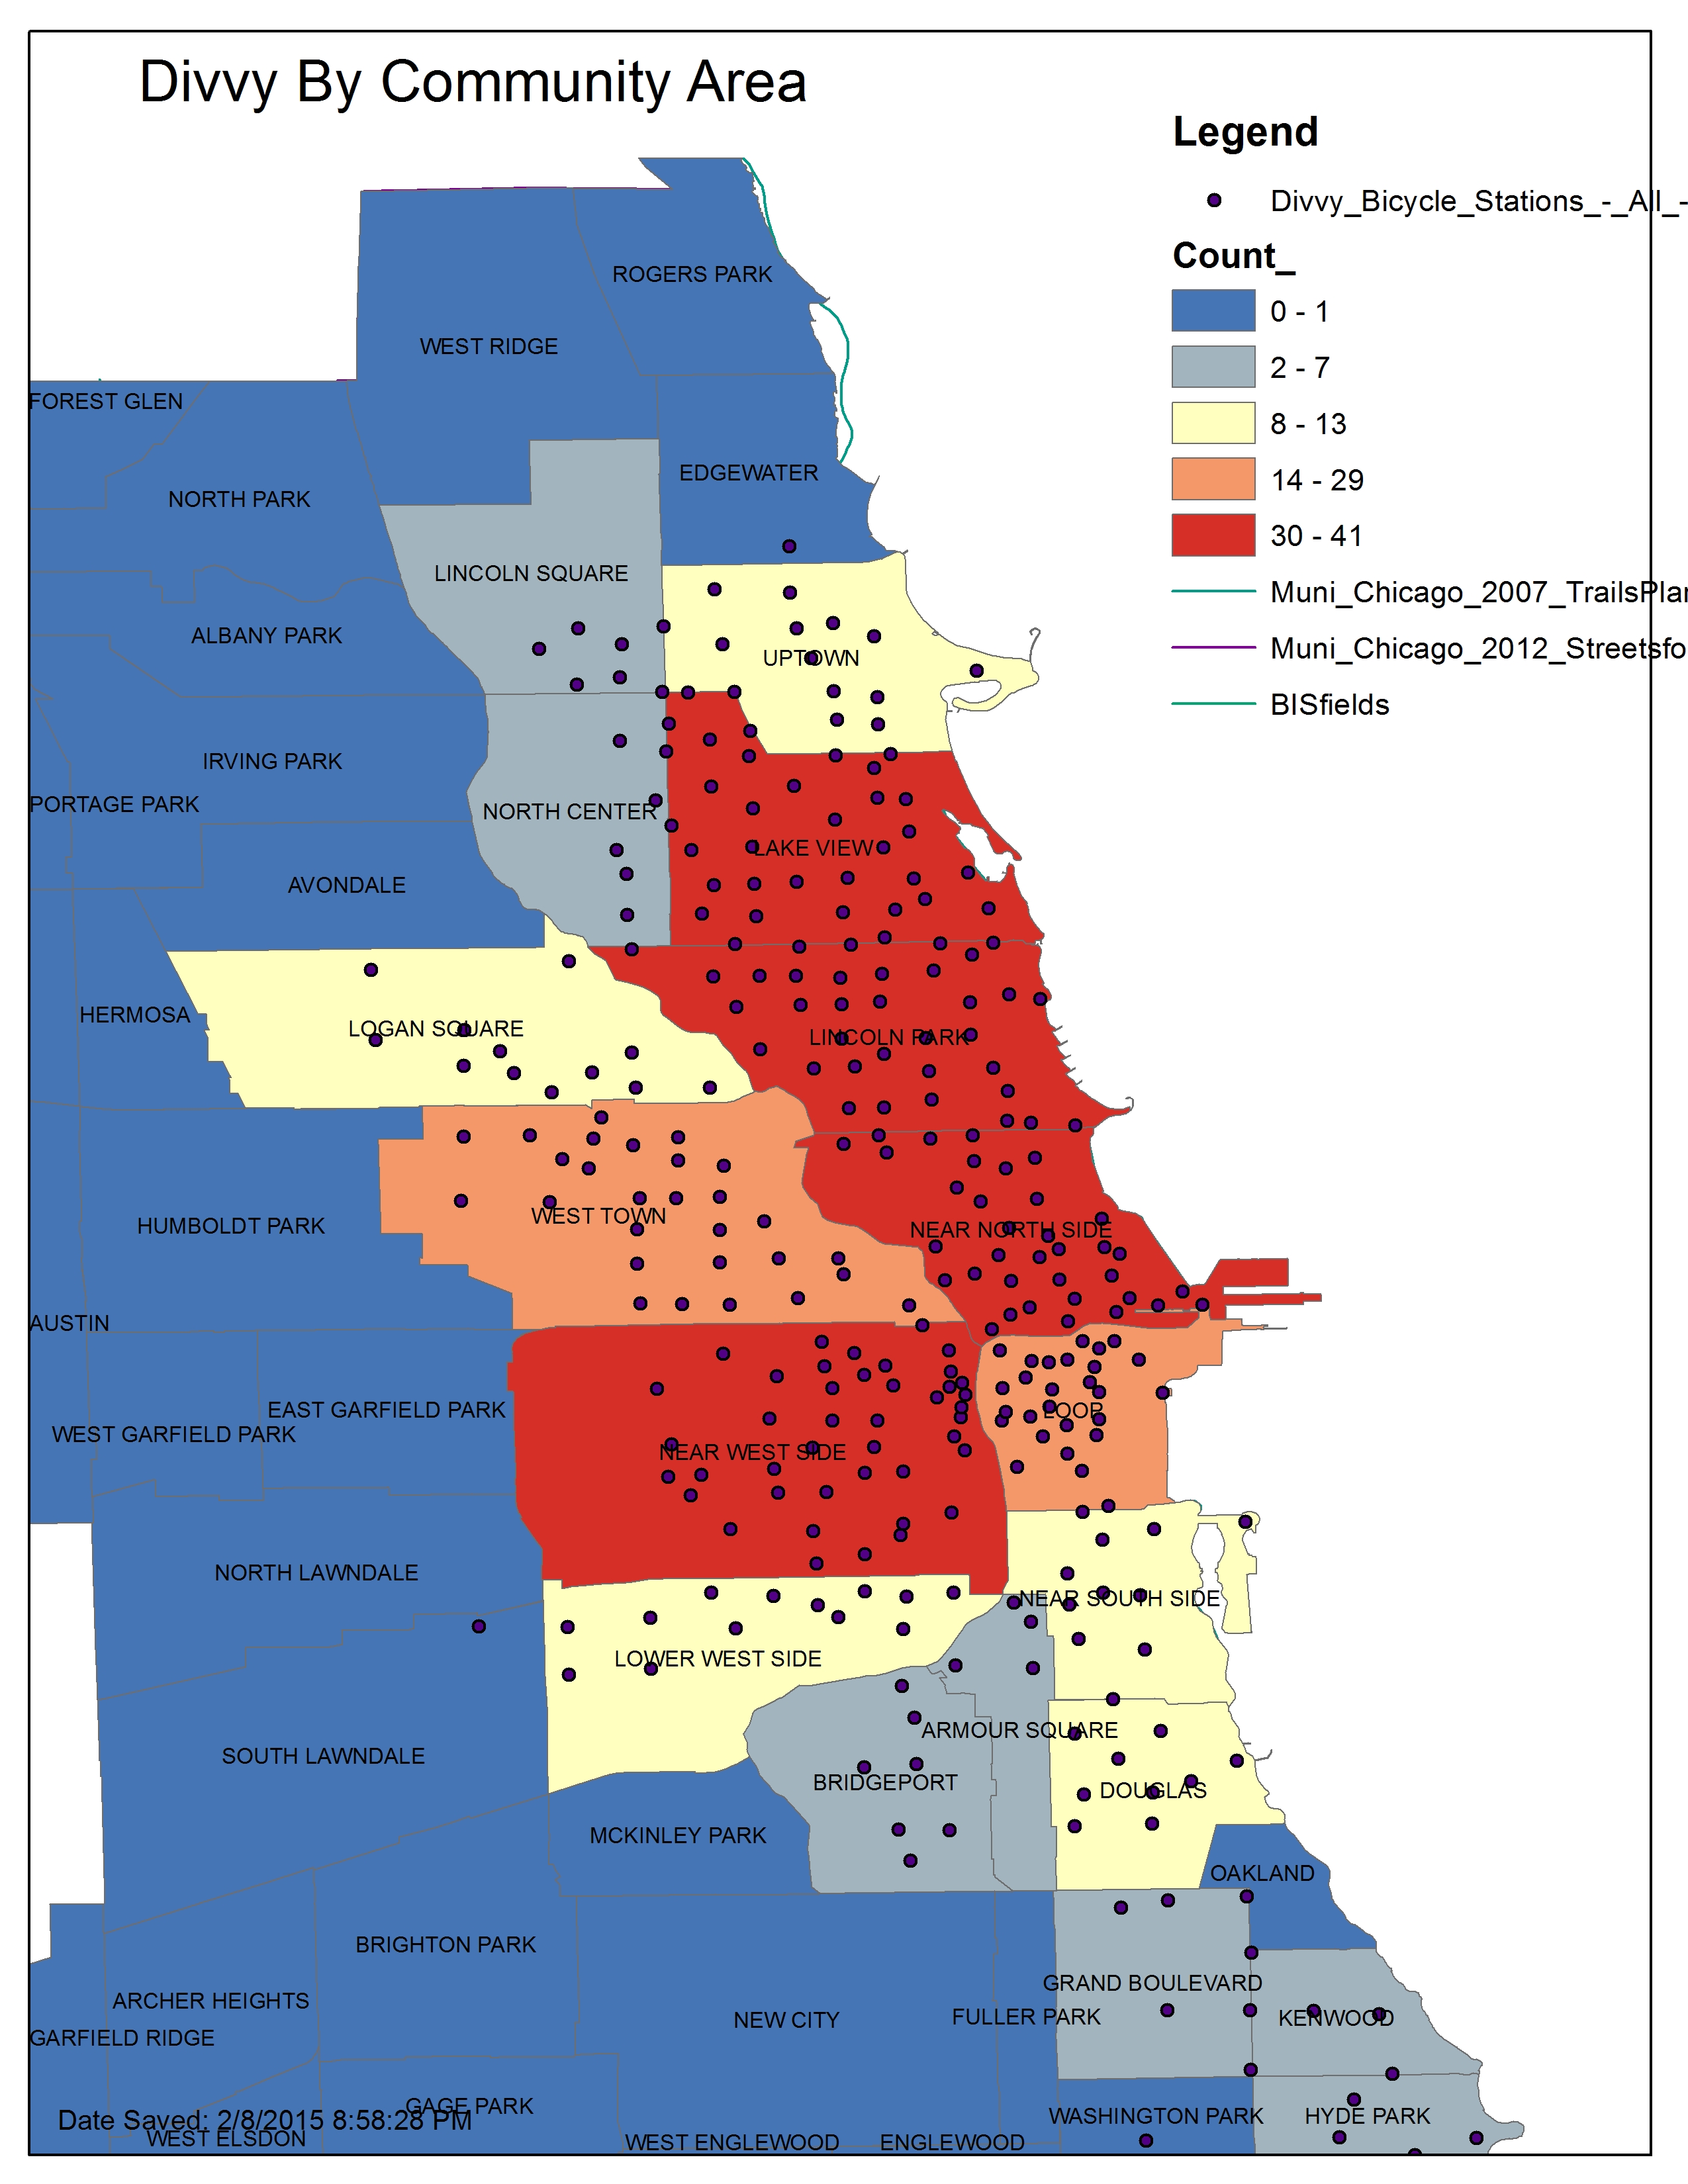 Divvy By Community Area
Legend
Divvy_Bicycle_Stations_-_All_-
Count_
0 - 1
2 - 7
8 - 13
14 - 29
30 - 41
Muni_Chicago_2007_TrailsPlan
Muni_Chicago_2012_Streetsfo
BISfields
ROGERS PARK
WEST RIDGE
FOREST GLEN
EDGEWATER
NORTH PARK
LINCOLN SQUARE
ALBANY PARK
UPTOWN
IRVING PARK
PORTAGE PARK
NORTH CENTER
LAKE VIEW
AVONDALE
HERMOSA
LOGAN SQUARE
LINCOLN PARK
WEST TOWN
HUMBOLDT PARK
NEAR NORTH SIDE
AUSTIN
EAST GARFIELD PARK
LOOP
WEST GARFIELD PARK
NEAR WEST SIDE
NORTH LAWNDALE
NEAR SOUTH SIDE
LOWER WEST SIDE
ARMOUR SQUARE
SOUTH LAWNDALE
BRIDGEPORT
DOUGLAS
MCKINLEY PARK
OAKLAND
BRIGHTON PARK
GRAND BOULEVARD
ARCHER HEIGHTS
FULLER PARK
KENWOOD
NEW CITY
GARFIELD RIDGE
GAGE PARK
WASHINGTON PARK
HYDE PARK
Date Saved: 2/8/2015 8:58:28 PM
WEST ELSDON
WEST ENGLEWOOD
ENGLEWOOD